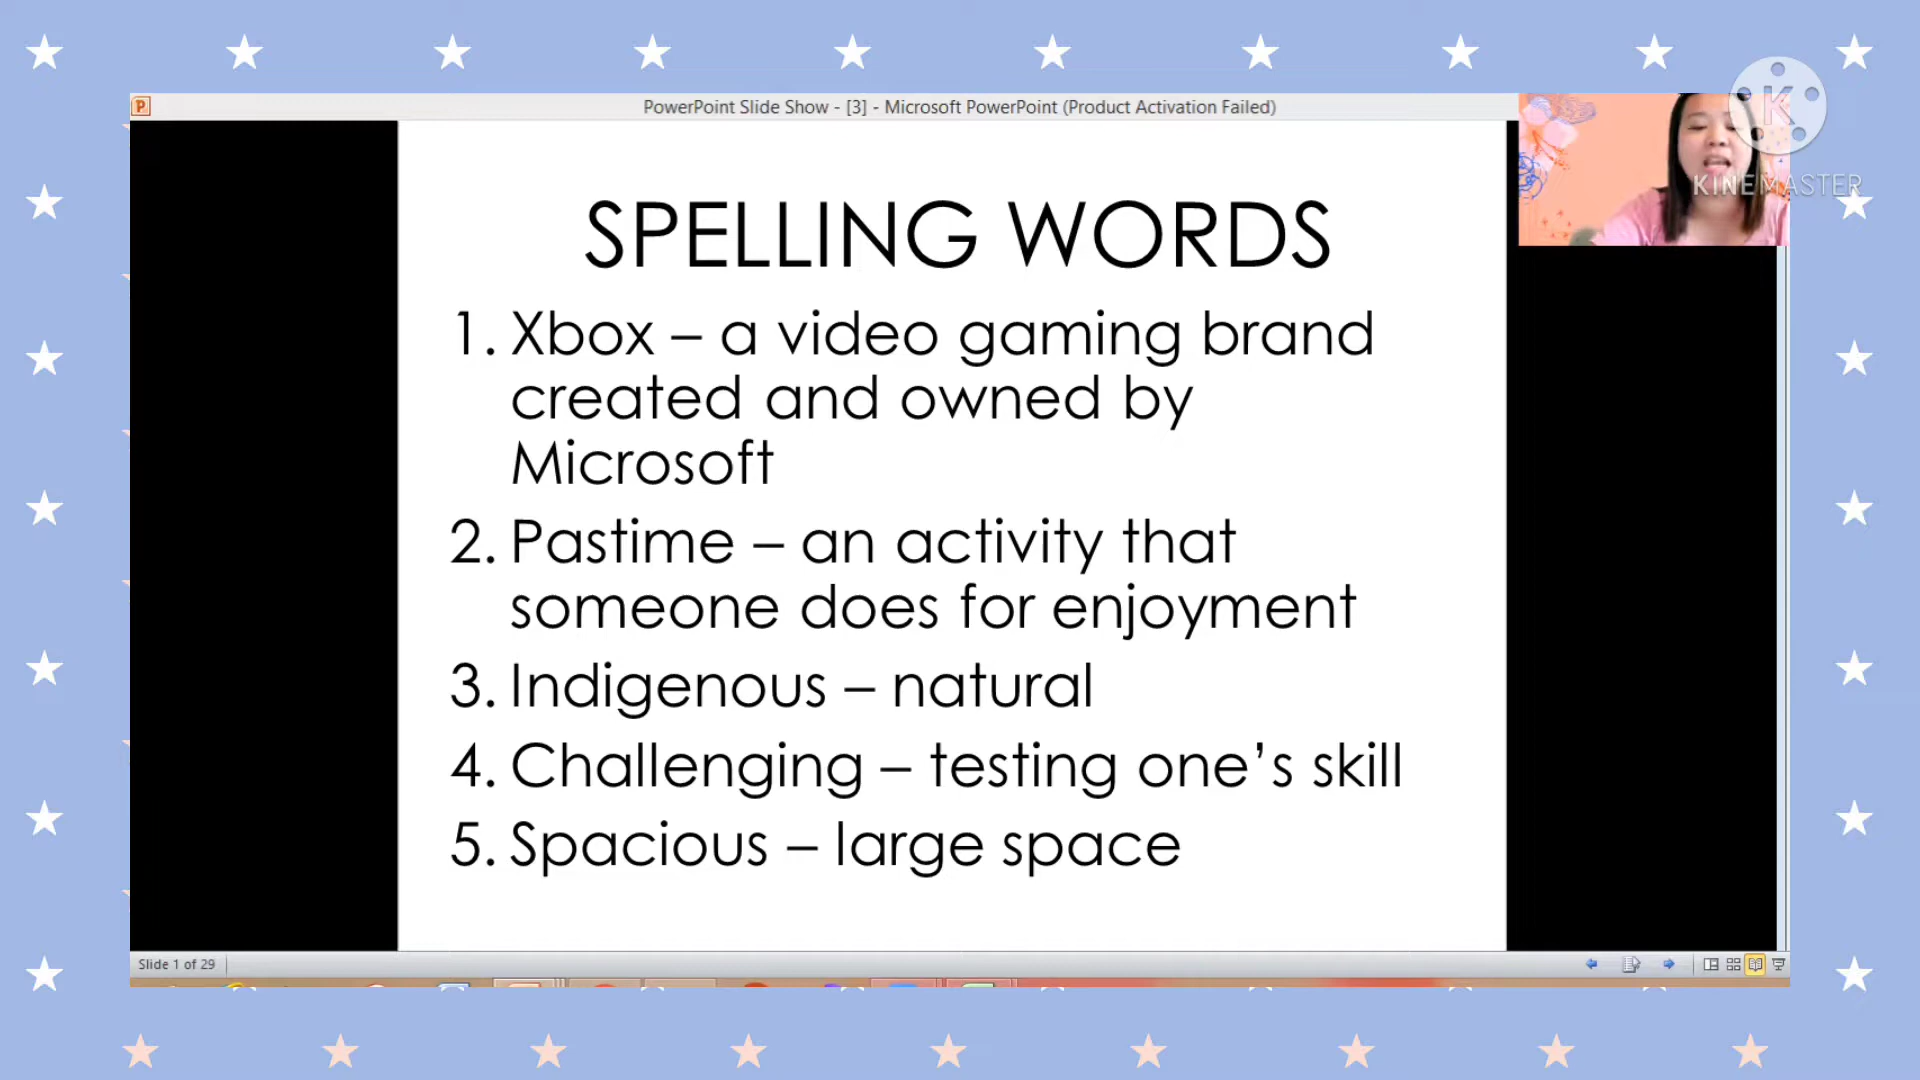 PowerPoint Slide Show - [3] - Microsoft PowerPoint (Product Activation Failed)
KINEMASTER
SPELLING WORDS
1. Xbox – a video gaming brand
created and owned by
Microsoft
2. Pastime – an activity that
someone does for enjoyment
3. Indigenous – natural
4. Challenging – testing one’s skill
5. Spacious – large space
Slide 1 of 29